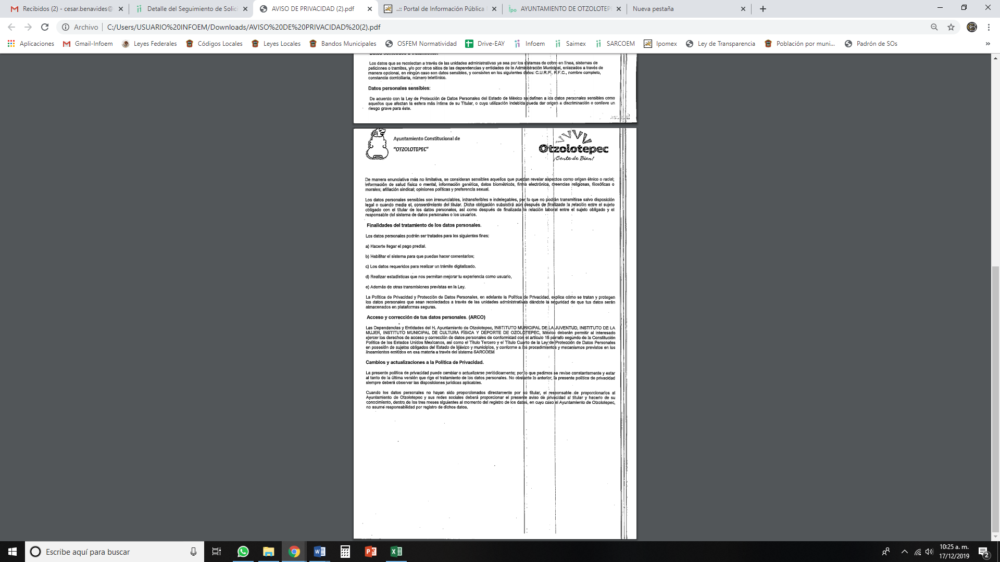 Recibidos (2) - cesar.benavides@
Detalle del Seguimiento de Solici
AVISO DE PRIVACIDAD (2).pdf
..:: Portal de Información Pública
AYUNTAMIENTO DE OTZOLOTEP
Nueva pestaña
Archivo
C:/Users/USUARIO%20INFOEM/Downloads/AVISO%20DE%20PRIVACIDAD%20(2).pdf
Aplicaciones
Gmail-Infoem
Leyes Federales
Códigos Locales
Leyes Locales
Bandos Municipales
OSFEM Normatividad
Drive-EAY
Infoem
Saimex
SARCOEM
Ipomex
Ley de Transparencia
Población por muni...
Padrón de SOs
»
Datos sometidos a tratamiento:
Los datos que se recolectan a través de las unidades administrativas ya sea por los sistemas de cobro en línea, sistemas de
peticiones o tramites, y/o por otros sitios de las dependencias y entidades de la Administración Municipal, enlazados a través de
manera opcional, en ningún caso son datos sensibles, y consisten en los siguientes datos: C.U.R.P., R.F.C., nombre completo,
constancia domiciliaria, número telefónico.
Datos personales sensibles:
De acuerdo con la Ley de Protección de Datos Personales del Estado de México se definen a los datos personales sensibles como
aquellos que afectan la esfera más íntima de su Titular, o cuya utilización indebida pueda dar origen a discriminación o conlleve un
riesgo grave para éste.
Ayuntamiento Constitucional de
"OTZOLOTEPEC"
Otzolotepec
¡Gente de Bien!
De manera enunciativa más no limitativa, se consideran sensibles aquellos que puedan revelar aspectos como origen étnico o racial;
información de salud física o mental, información genética, datos biométricos, firma electrónica, creencias religiosas, filosóficas o
morales; afiliación sindical; opiniones políticas y preferencia sexual.
Los datos personales sensibles son irrenunciables, intransferibles e indelegables, por lo que no podrán transmitirse salvo disposición
legal o cuando medie el, consentimiento del titular. Dicha obligación subsistirá aún después de finalizada la relación entre el sujeto
obligado con el titular de los datos personales, así como después de finalizada la relación laboral entre el sujeto obligado y el
responsable del sistema de datos personales o los usuarios.
Finalidades del tratamiento de los datos personales.
Los datos personales podrán ser tratados para los siguientes fines:
a) Hacerte llegar el pago predial.
b) Habilitar el sistema para que puedas hacer comentarios;
c) Los datos requeridos para realizar un trámite digitalizado.
d) Realizar estadísticas que nos permitan mejorar tu experiencia como usuario,
e) Además de otras transmisiones previstas en la Ley.
La Política de Privacidad y Protección de Datos Personales, en adelante la Política de Privacidad, explica cómo se tratan y protegen
los datos personales que sean recolectados a través de las unidades administrativas dándote la seguridad de que tus datos serán
almacenados en plataformas seguras.
Acceso y corrección de tus datos personales. (ARCO)
Las Dependencias y Entidades del H. Ayuntamiento de Otzolotepec, INSTITUTO MUNICIPAL DE LA JUVENTUD, INSTITUTO DE LA
MUJER, INSTITUTO MUNICIPAL DE CULTURA FÍSICA Y DEPORTE DE OZOLOTEPEC, México deberán permitir al interesado
ejercer los derechos de acceso y corrección de datos personales de conformidad con el artículo 16 párrafo segundo de la Constitución
Política de los Estados Unidos Mexicanos, así como el Título Tercero y el Título Cuarto de la Ley de Protección de Datos Personales
en posesión de sujetos obligados del Estado de México y municipios, y conforme a los procedimientos y mecanismos previstos en los
lineamientos emitidos en esa materia a través del sistema SARCOEM
Cambios y actualizaciones a la Política de Privacidad.
La presente política de privacidad puede cambiar o actualizarse periódicamente; por lo que pedimos se revise constantemente y estar
al tanto de la última versión que rige el tratamiento de los datos personales. No obstante lo anterior, la presente política de privacidad
siempre deberá observar las disposiciones jurídicas aplicables.
Cuando los datos personales no hayan sido proporcionados directamente por su titular, el responsable de proporcionarlos al
Ayuntamiento de Otzolotepec y sus redes sociales deberá proporcionar el presente aviso de privacidad al titular y hacerlo de su
conocimiento, dentro de los tres meses siguientes al momento del registro de los datos, en cuyo caso el Ayuntamiento de Otzolotepec,
no asume responsabilidad por registro de dichos datos.
Escribe aquí para buscar
10:25 a. m.
17/12/2019
2